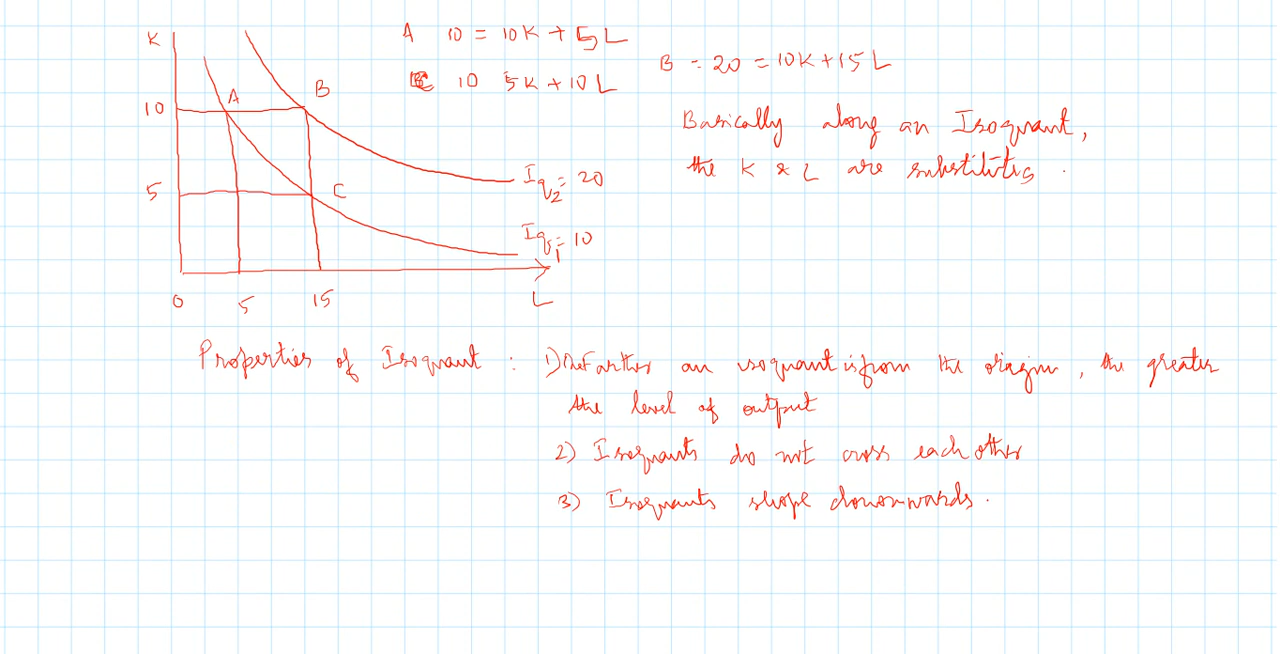 K
A 10 = 10K + 5L
B = 20 = 10K + 15L
C 10 5K + 10L
A
B
10
Basically along an Isoquant,
the K & L are substitutes.
Iq2 = 20
5
C
Iq1 = 10
0 5 15 L
Properties of Isoquant : 1) The Farther an isoquant is from the origin, the greater
the level of output
2) Isoquants do not cross each other
3) Isoquants slope downwards.